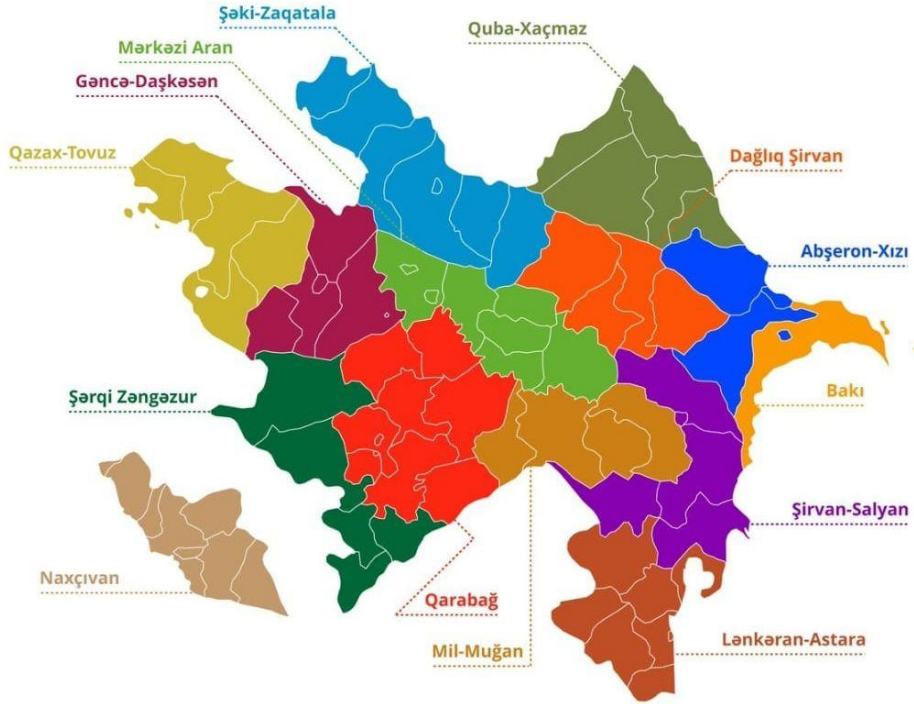 Şəki-Zaqatala
Quba-Xaçmaz
Mərkəzi Aran
Gəncə-Daşkəsən
Qazax-Tovuz
Dağlıq Şirvan
Abşeron-Xızı
Şərqi Zəngəzur
Bakı
Şirvan-Salyan
Naxçıvan
Qarabağ
Lənkəran-Astara
Mil-Muğan